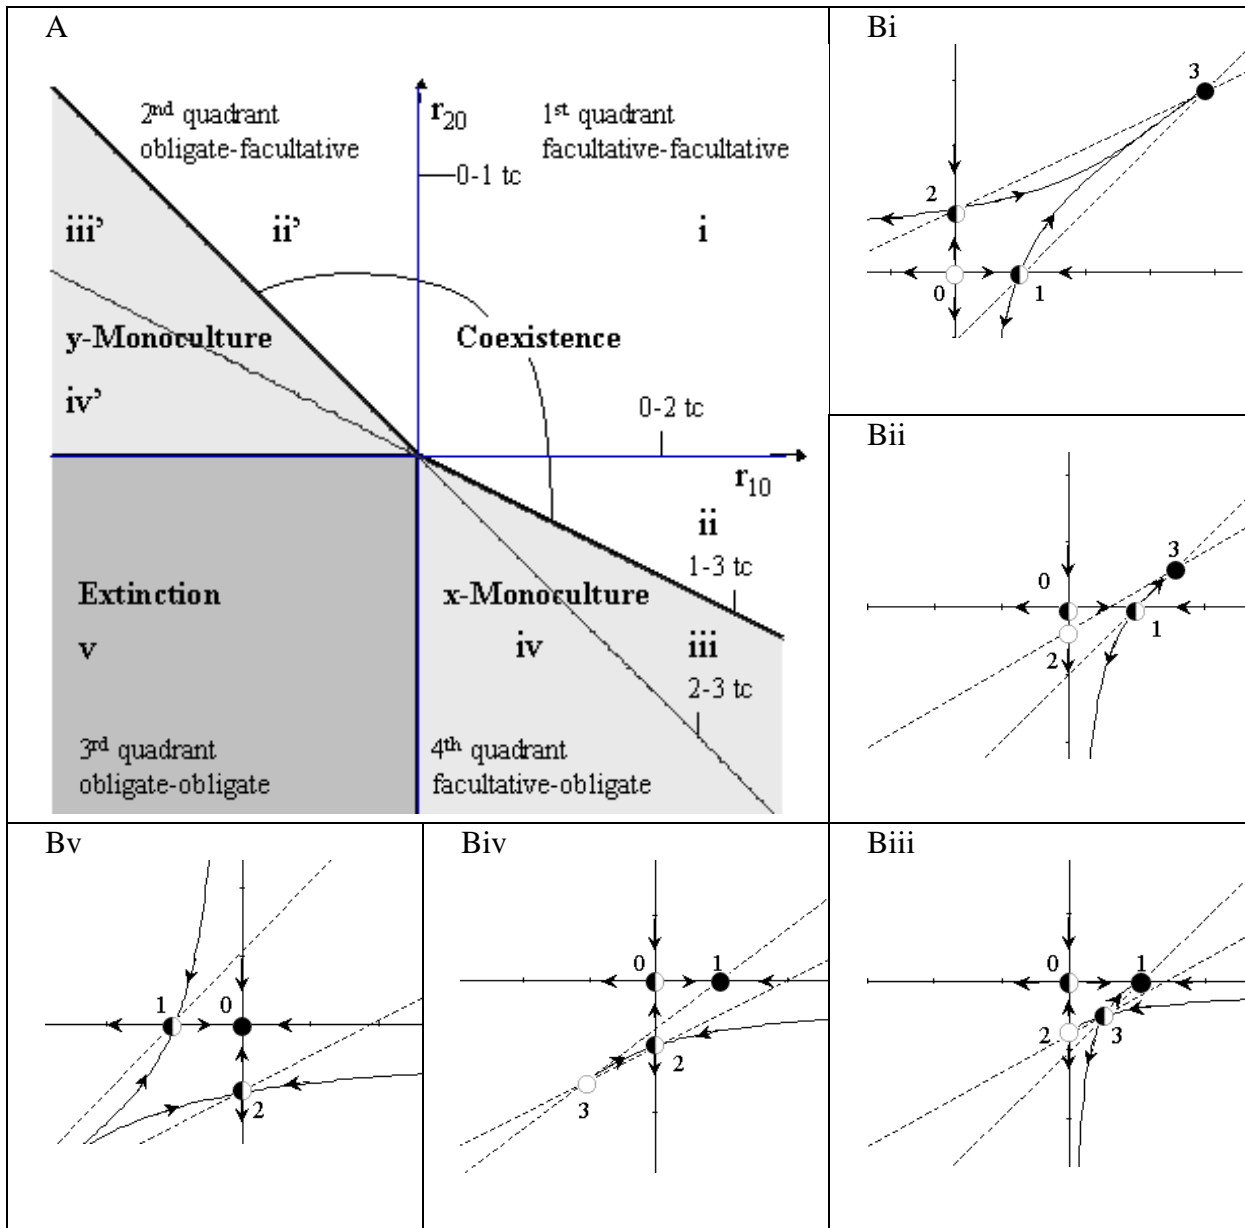 A
2nd quadrant
obligate-facultative
r20
1st quadrant
facultative-facultative
0-1 tc
iii’
ii’
i
y-Monoculture
Coexistence
iv’
0-2 tc
r10
ii
1-3 tc
Extinction
x-Monoculture
v
iv
iii
2-3 tc
3rd quadrant
obligate-obligate
4th quadrant
facultative-obligate
Bi
3
2
0
1
Bii
3
0
1
2
Bv
1
0
2
Biv
0
1
2
3
Biii
0
1
2
3